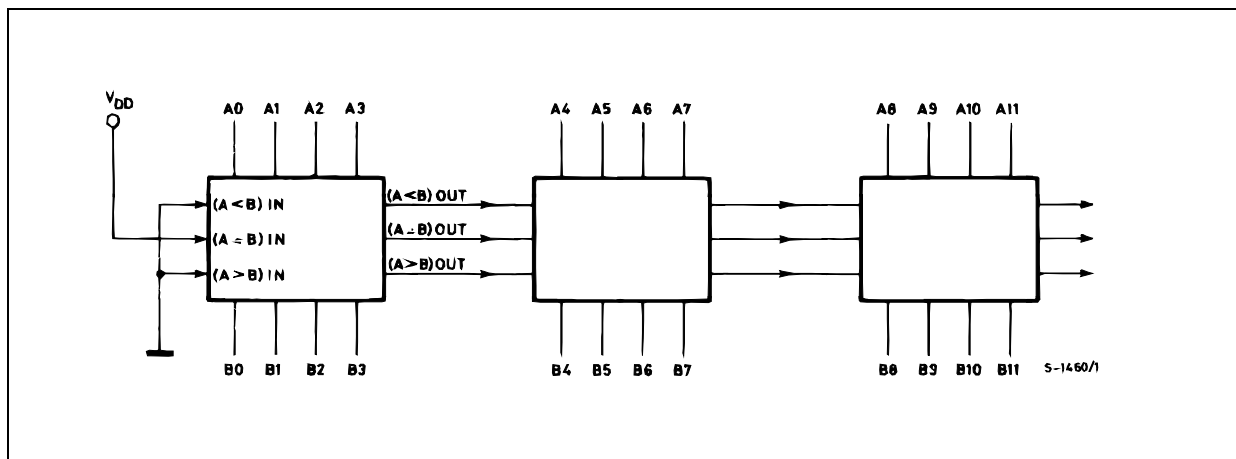 VDD
A0 A1 A2 A3
A4 A5 A6 A7
A8 A9 A10 A11
(A<B) IN
(A=B) IN
(A>B) IN
(A<B) OUT
(A=B) OUT
(A>B) OUT
B0 B1 B2 B3
B4 B5 B6 B7
B8 B9 B10 B11
S-1460/1